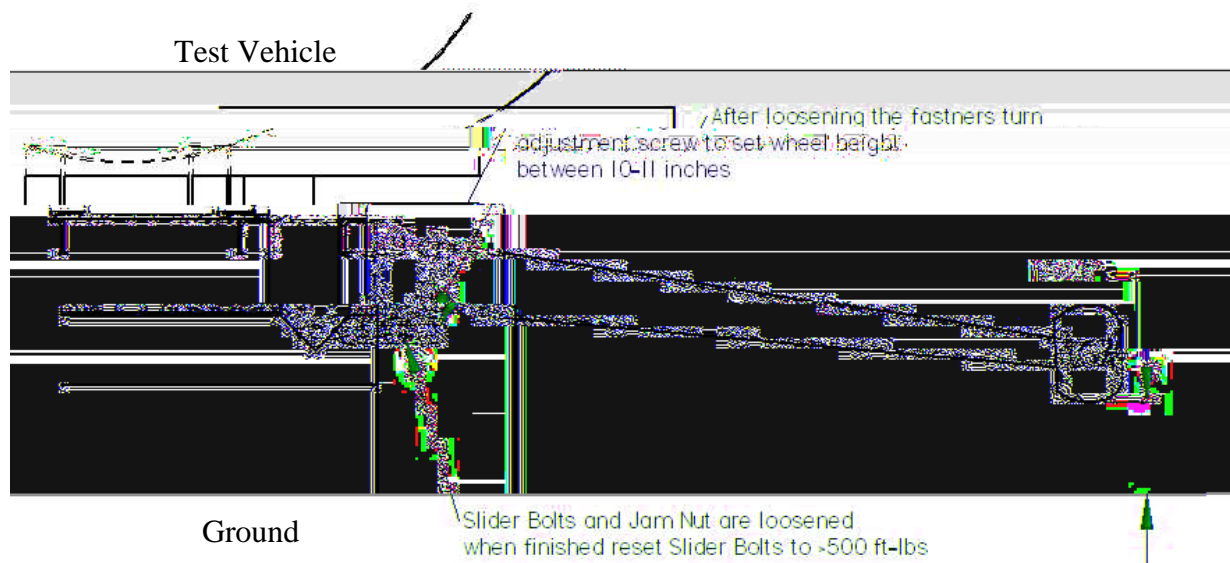 Test Vehicle
After loosening the fastners turn
adjustment screw to set wheel height
between 10-11 inches
Slider Bolts and Jam Nut are loosened
when finished reset Slider Bolts to >500 ft-lbs
Ground